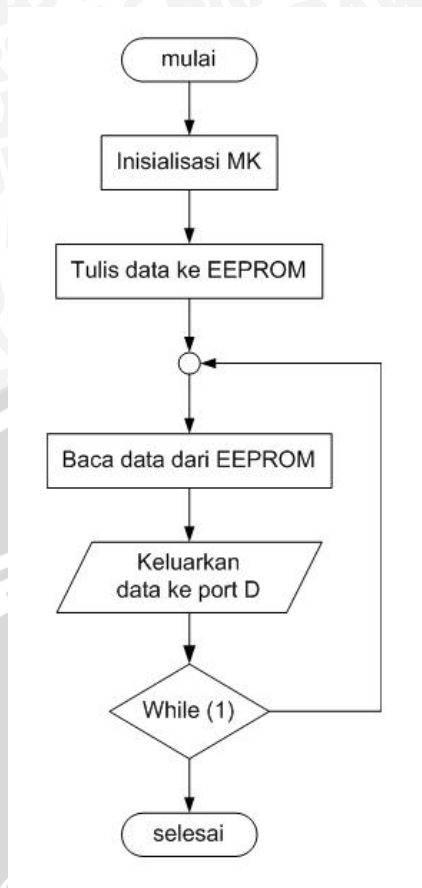 mulai
Inisialisasi MK
Tulis data ke EEPROM
Baca data dari EEPROM
Keluarkan
data ke port D
While (1)
selesai